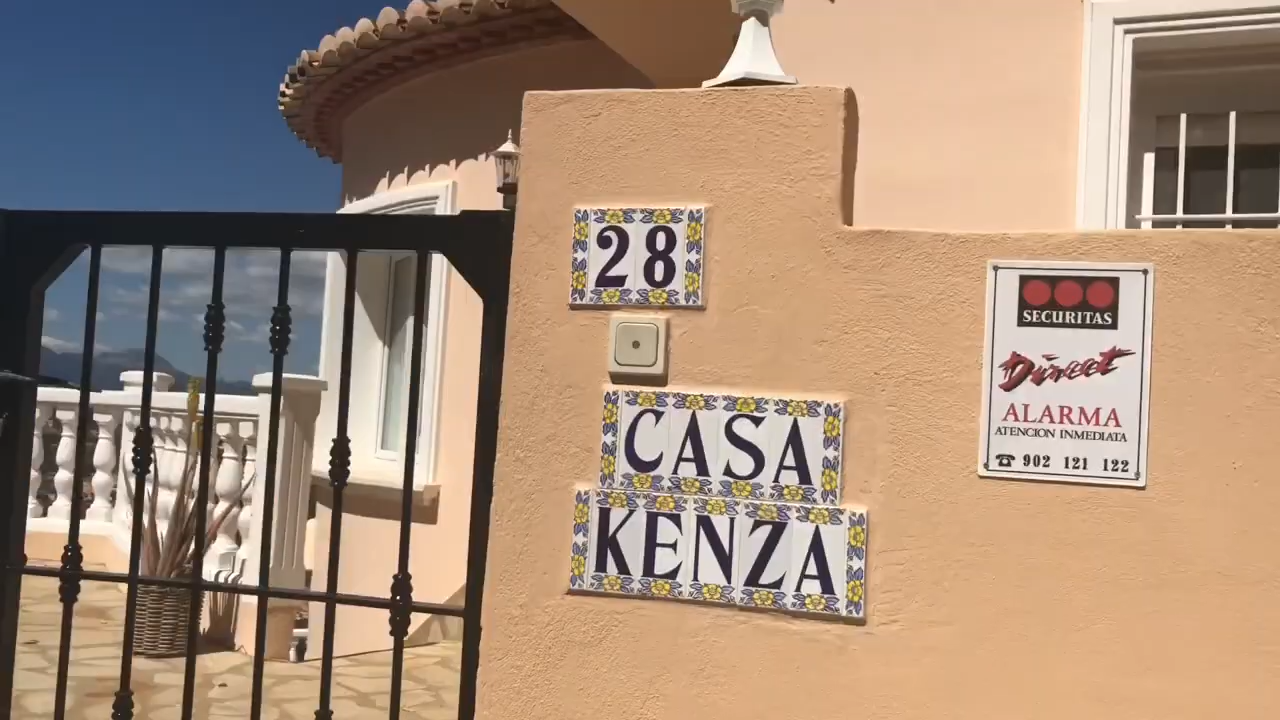 28
CASA
KENZA
SECURITAS
Direct
ALARMA
ATENCION INMEDIATA
☎ 902 121 122